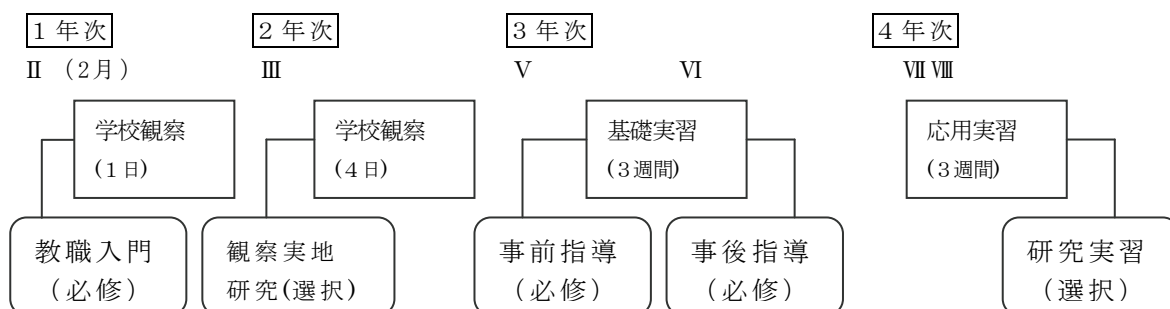 1年次 2年次 3年次 4年次
Ⅱ (2月) Ⅲ Ⅴ Ⅵ Ⅶ Ⅷ
学校観察 学校観察 基礎実習 応用実習
(1日) (4日) (3週間) (3週間)
教職入門 観察実地 事前指導 事後指導 研究実習
(必修) 研究(選択) (必修) (必修) (選択)